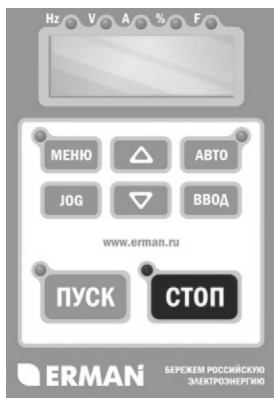 Hz V A % F
МЕНЮ АВТО
JOG ВВОД
www.erman.ru
ПУСК СТОП
ERMAN БЕРЕЖЕМ РОССИЙСКУЮ
ЭЛЕКТРОЭНЕРГИЮ